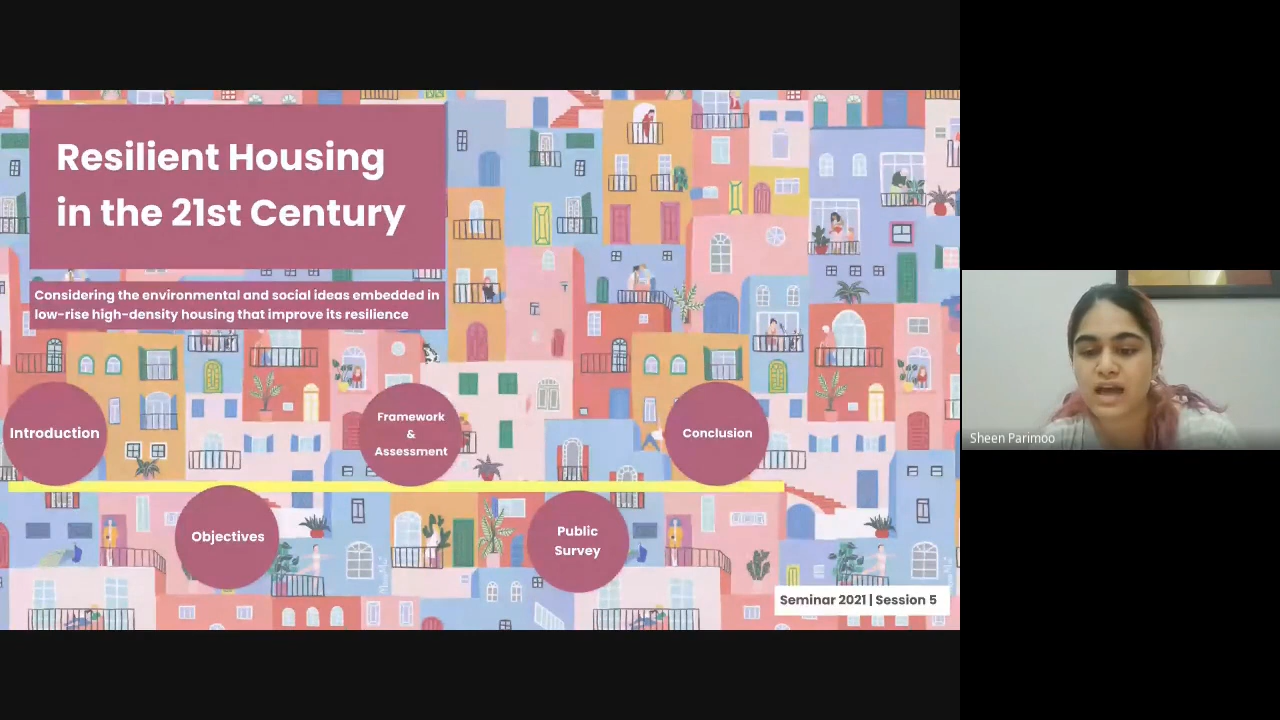 Resilient Housing
in the 21st Century
Considering the environmental and social ideas embedded in
low-rise high-density housing that improve its resilience
Introduction
Framework
&
Assessment
Conclusion
Objectives
Public
Survey
Seminar 2021 | Session 5
Sheen Parimoo